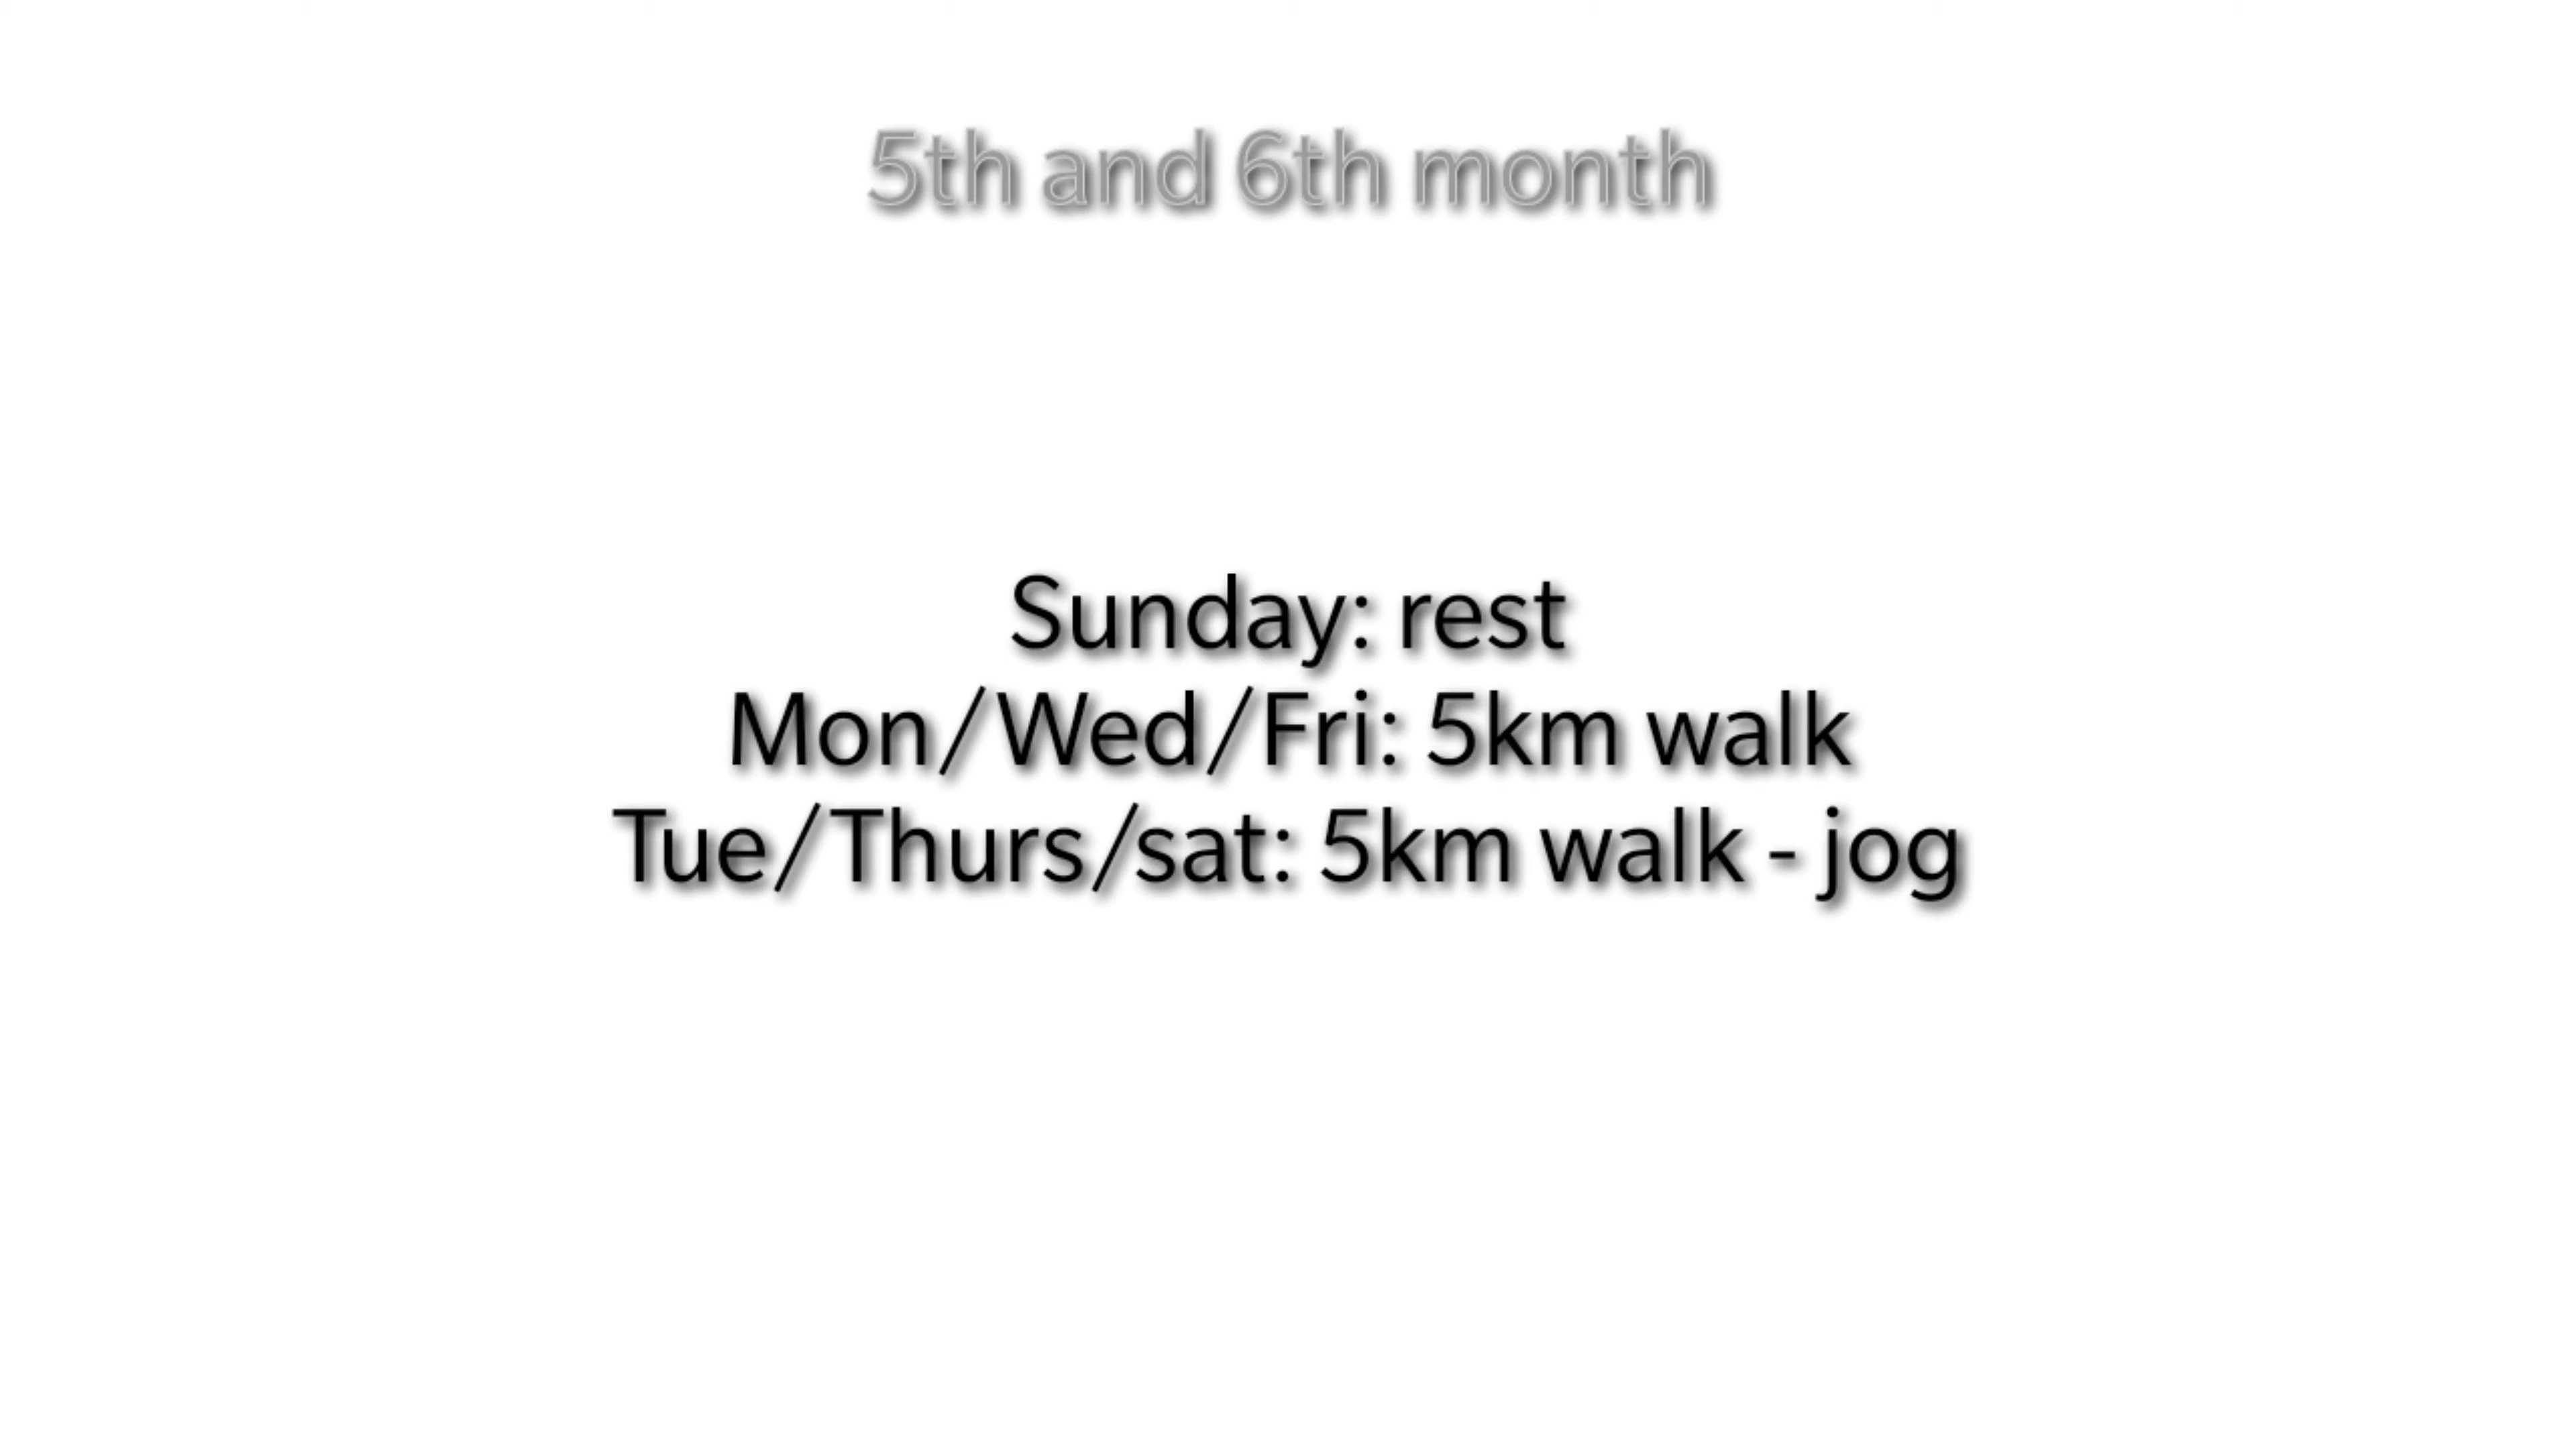 5th and 6th month
Sunday: rest
Mon/Wed/Fri: 5km walk
Tue/Thurs/sat: 5km walk - jog